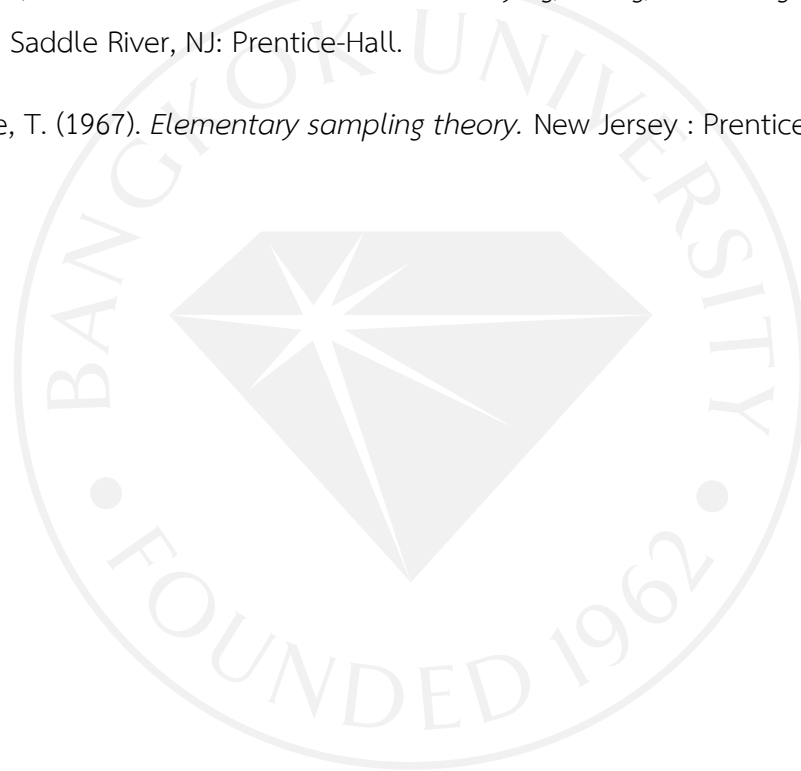 Saddle River, NJ: Prentice-Hall.
e, T. (1967). Elementary sampling theory. New Jersey : Prentice
BANGKOK UNIVERSITY
FOUNDED 1962